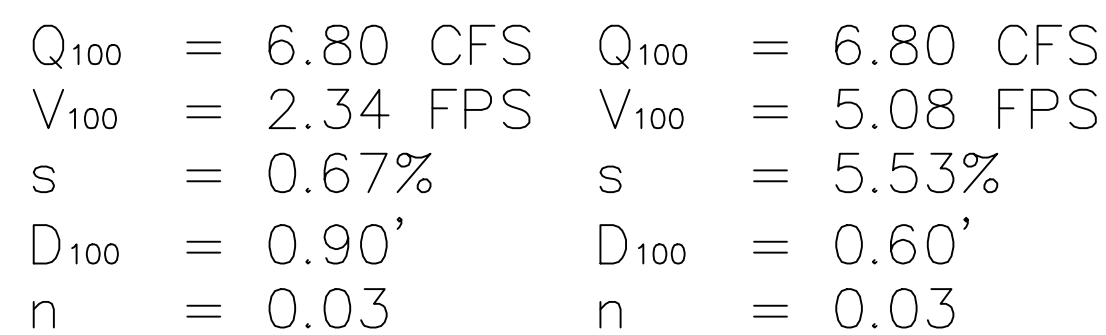 Q100 = 6.80 CFS Q100 = 6.80 CFS
V100 = 2.34 FPS V100 = 5.08 FPS
s = 0.67% s = 5.53%
D100 = 0.90' D100 = 0.60'
n = 0.03 n = 0.03